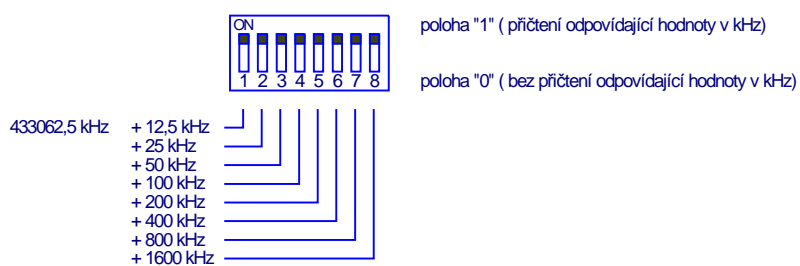 ON
poloha "1" ( přičtení odpovídající hodnoty v kHz)
1 2 3 4 5 6 7 8
poloha "0" ( bez přičtení odpovídající hodnoty v kHz)
433062,5 kHz + 12,5 kHz
+ 25 kHz
+ 50 kHz
+ 100 kHz
+ 200 kHz
+ 400 kHz
+ 800 kHz
+ 1600 kHz